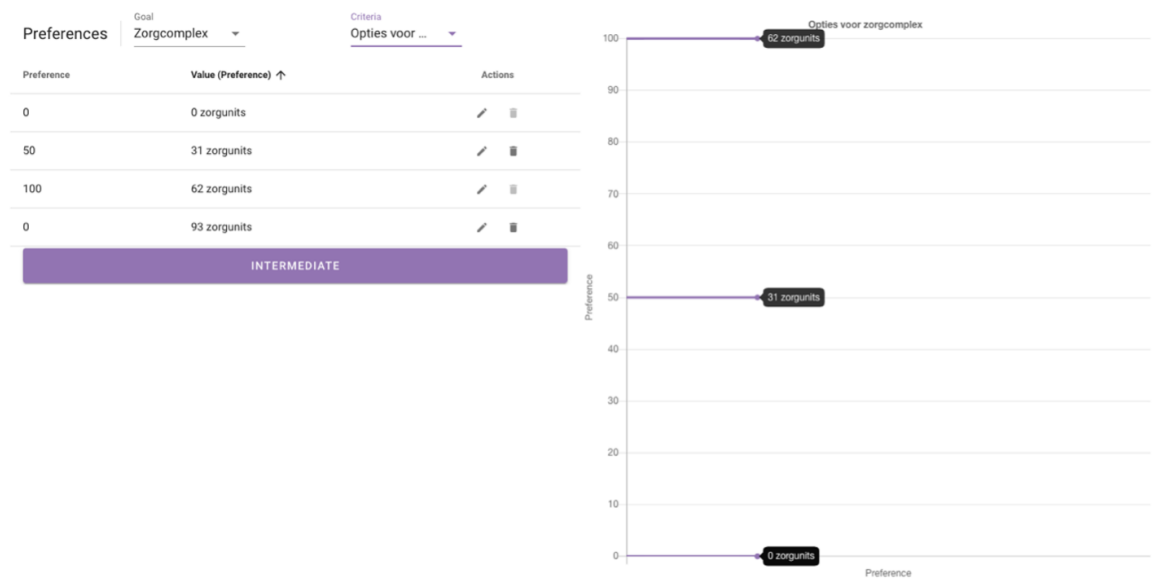 Preferences
Goal
Zorgcomplex
Criteria
Opties voor ...
Preference Value (Preference) Actions
0 0 zorgunits
50 31 zorgunits
100 62 zorgunits
0 93 zorgunits
INTERMEDIATE
Opties voor zorgcomplex
100
62 zorgunits
90
80
70
60
50
31 zorgunits
40
30
20
10
0
0 zorgunits
Preference
Preference